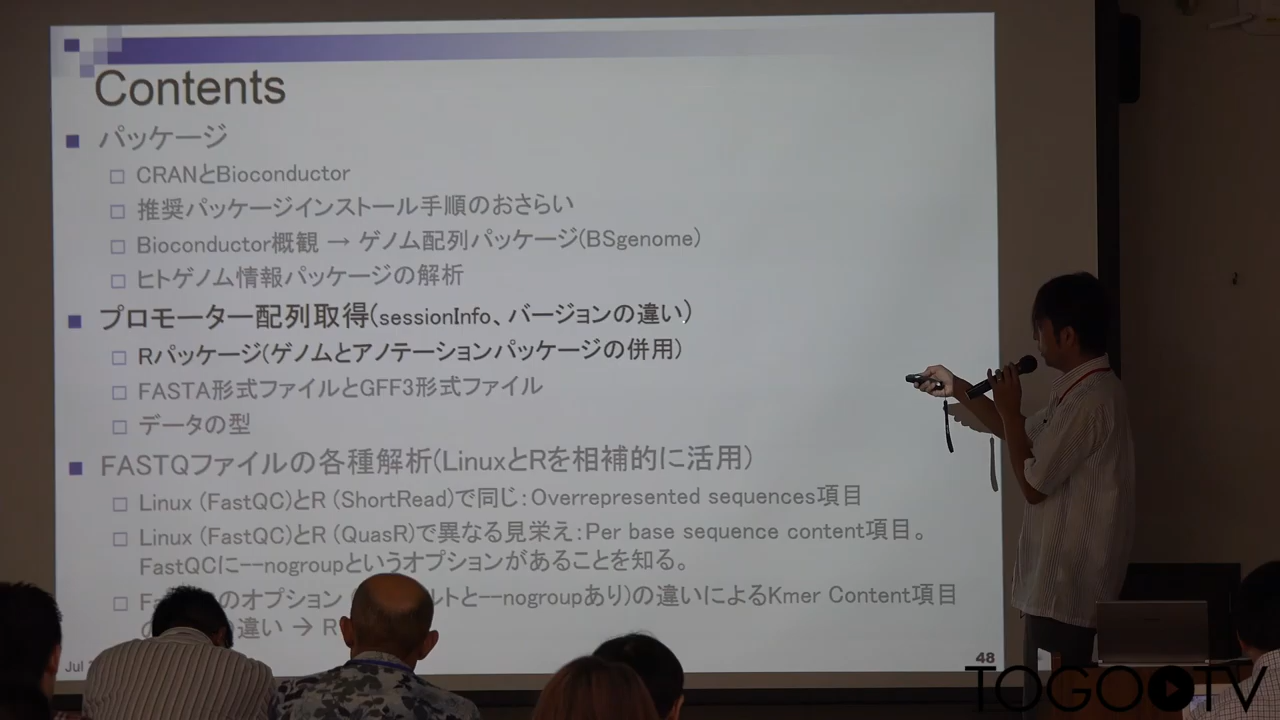 Contents
パッケージ
CRANとBioconductor
推奨パッケージインストール手順のおさらい
Bioconductor概観 → ゲノム配列パッケージ(BSgenome)
ヒトゲノム情報パッケージの解析
プロモーター配列取得(sessionInfo、バージョンの違い)
Rパッケージ(ゲノムとアノテーションパッケージの併用)
FASTA形式ファイルとGFF3形式ファイル
データの型
FASTQファイルの各種解析(LinuxとRを相補的に活用)
Linux (FastQC)とR (ShortRead)で同じ：Overrepresented sequences項目
Linux (FastQC)とR (QuasR)で異なる見栄え：Per base sequence content項目。
FastQCに--nogroupというオプションがあることを知る。
のオプション ルトと--nogroupあり)の違いによるKmer Content項目
違い → R
Jul
48
TOGOTV